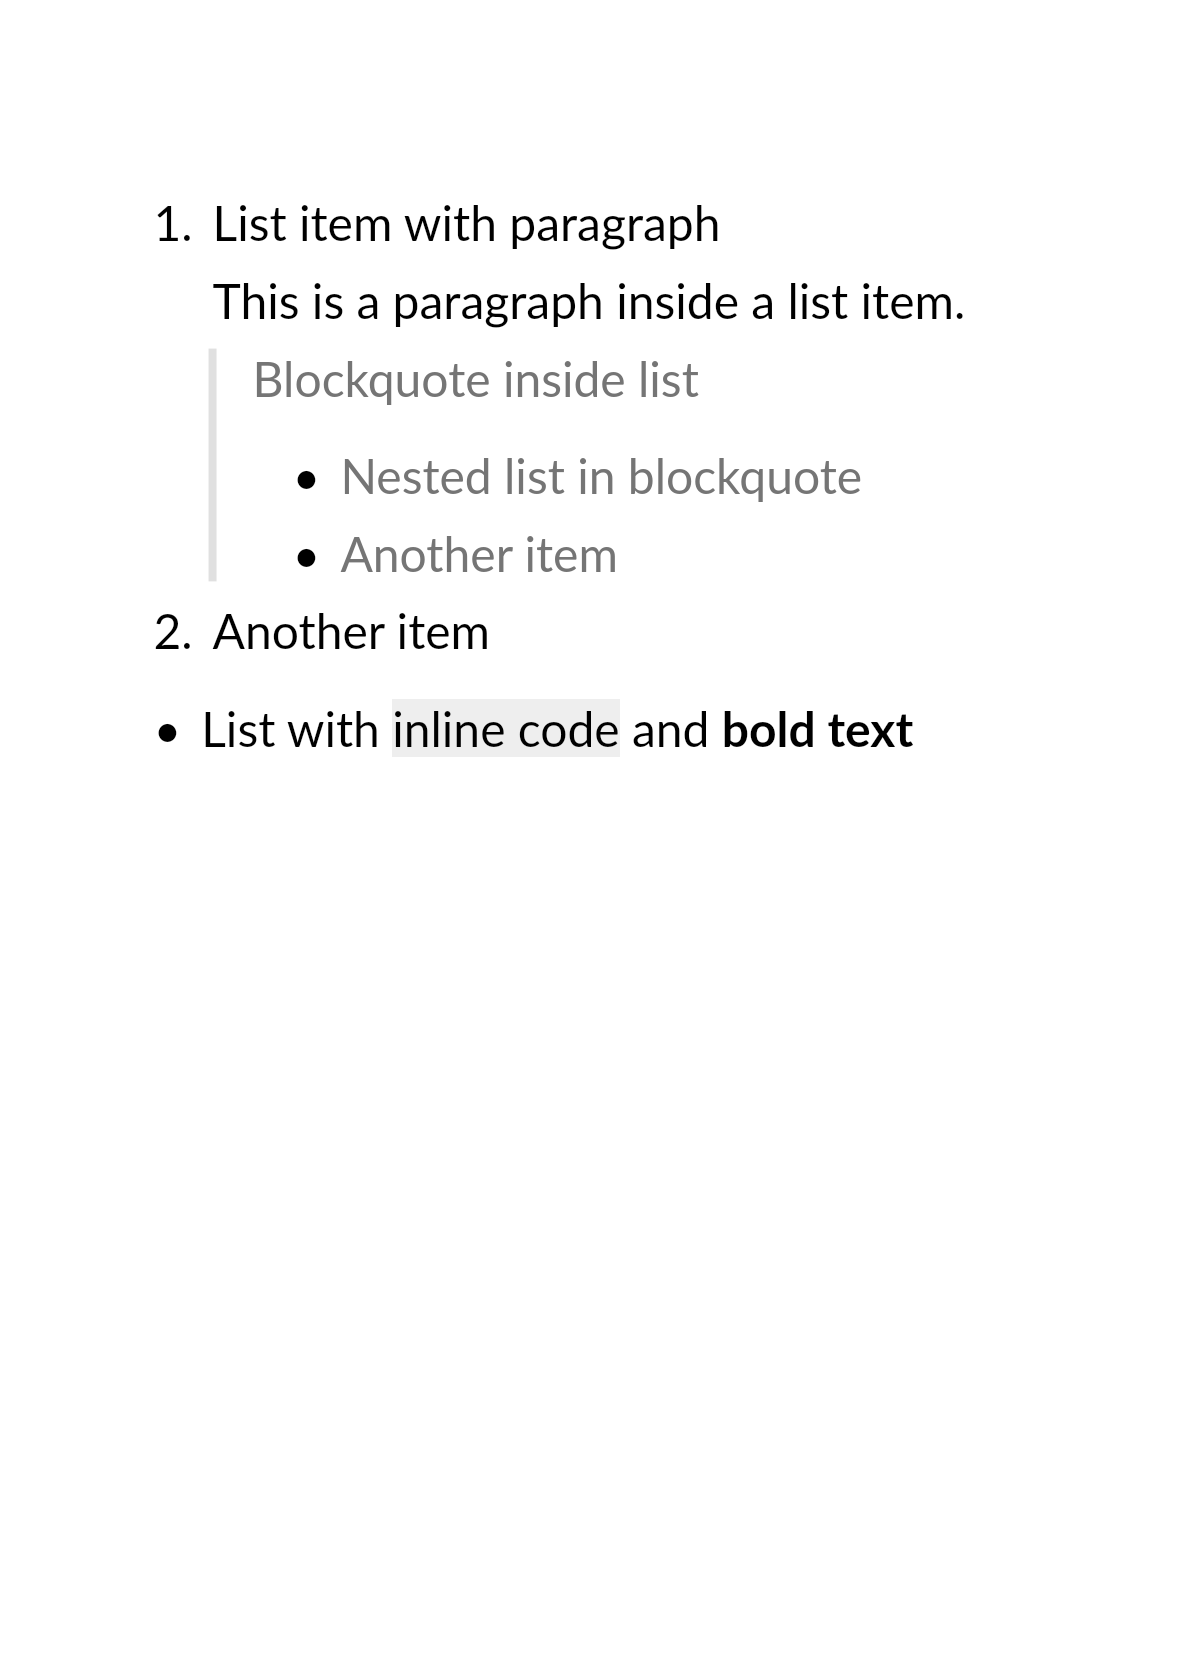 1. List item with paragraph
This is a paragraph inside a list item.
Blockquote inside list
• Nested list in blockquote
• Another item
2. Another item
• List with inline code and bold text